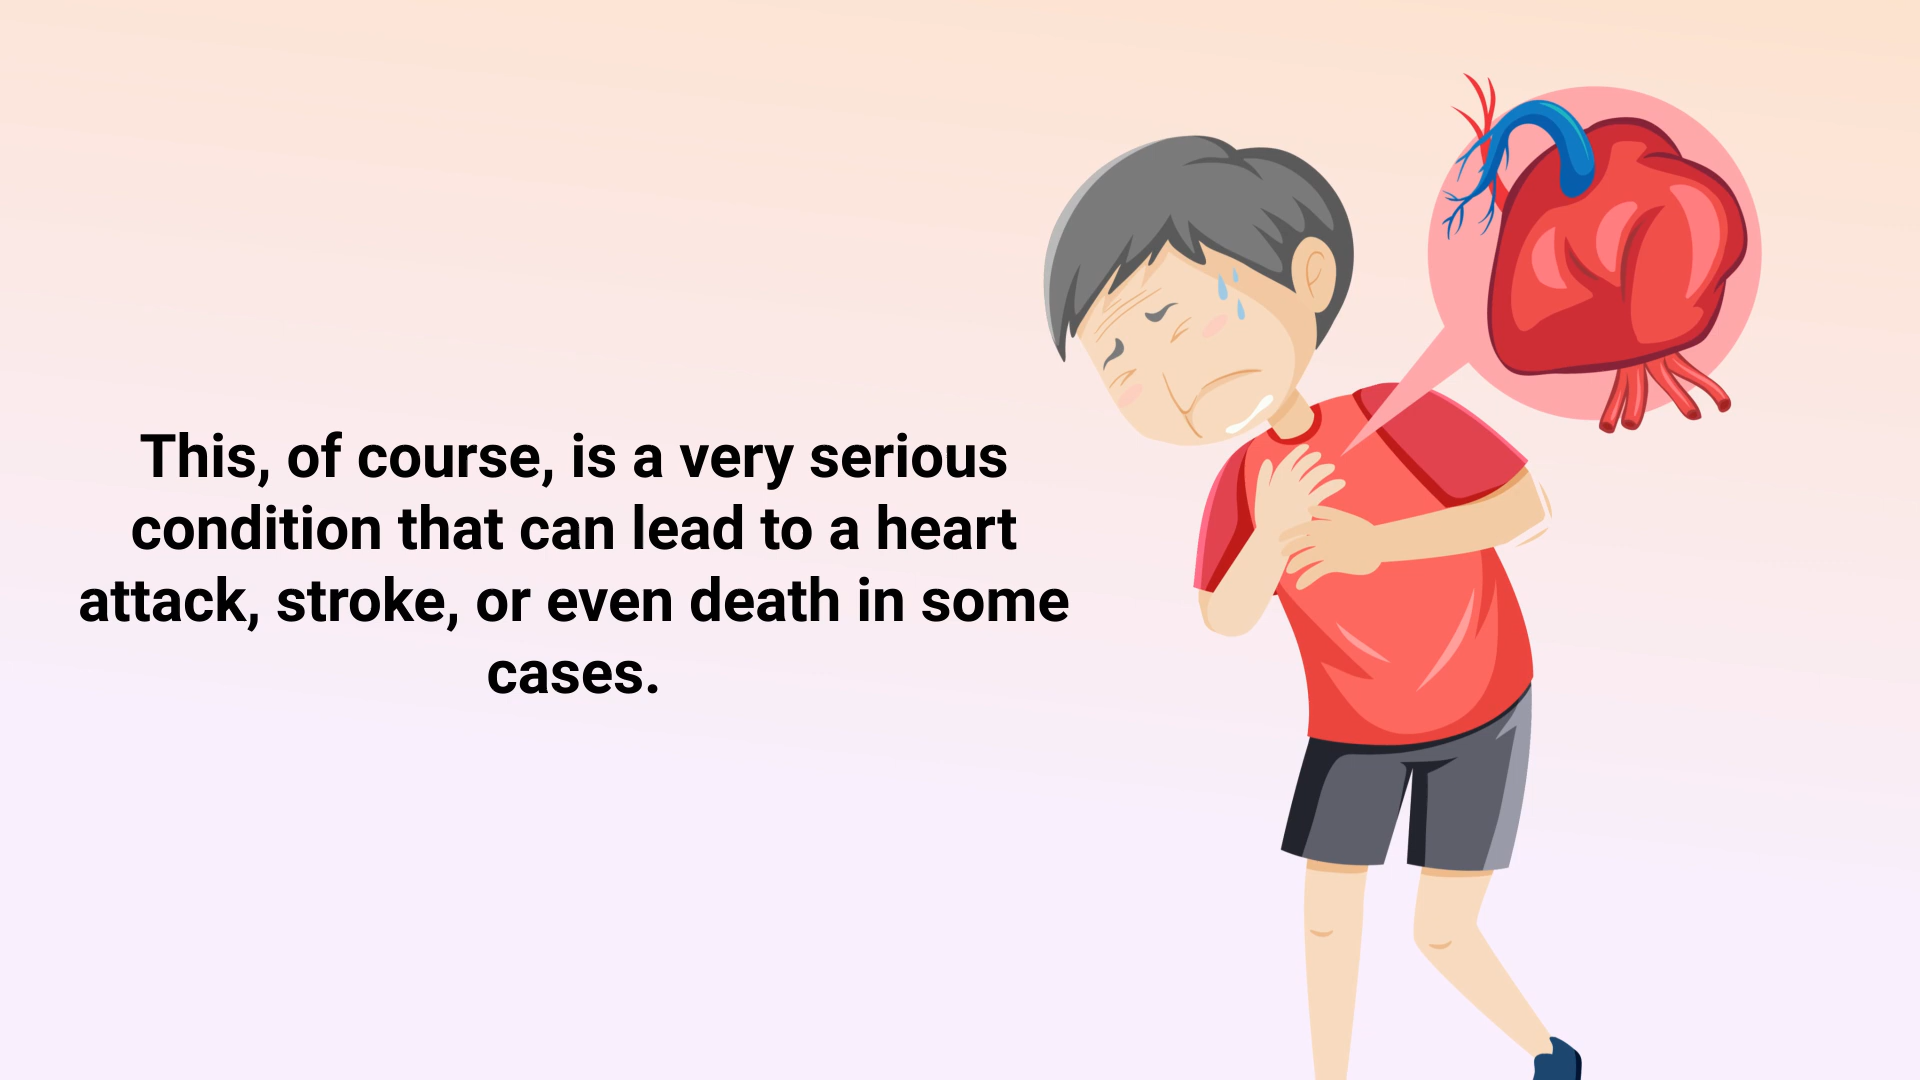 This, of course, is a very serious
condition that can lead to a heart
attack, stroke, or even death in some
cases.